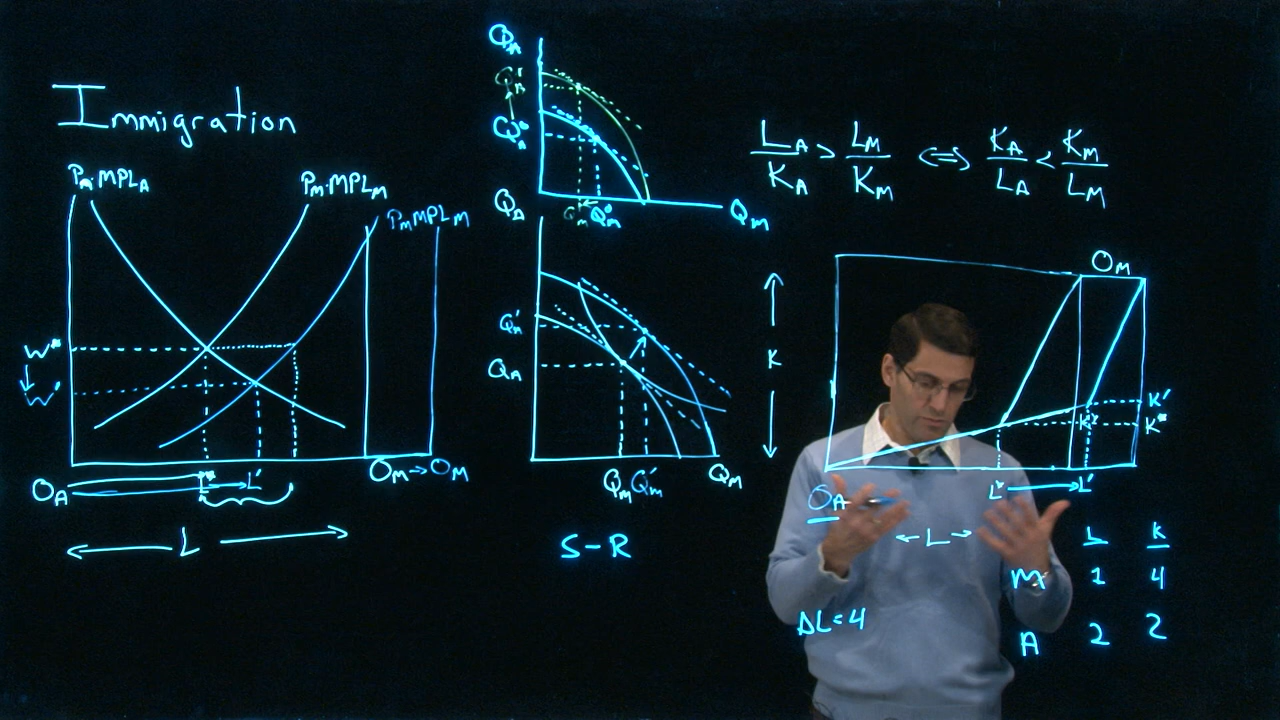 Immigration
P_A·MPL_A
P_M·MPL_M
P_M MPL_M
W*
W'
O_A
L*
L'
O_M → O_M
L
Q_A
Q_A'
Q_A°
Q_M' Q_M°
Q_M
Q_A
Q_A'
Q_A
Q_M Q_M' Q_M
S-R
L_A/K_A > L_M/K_M ⇔ K_A/L_A < K_M/L_M
O_M
K
K'
K*
O_A
L* → L'
← L →
L K
M 1 4
ΔL=4
A 2 2